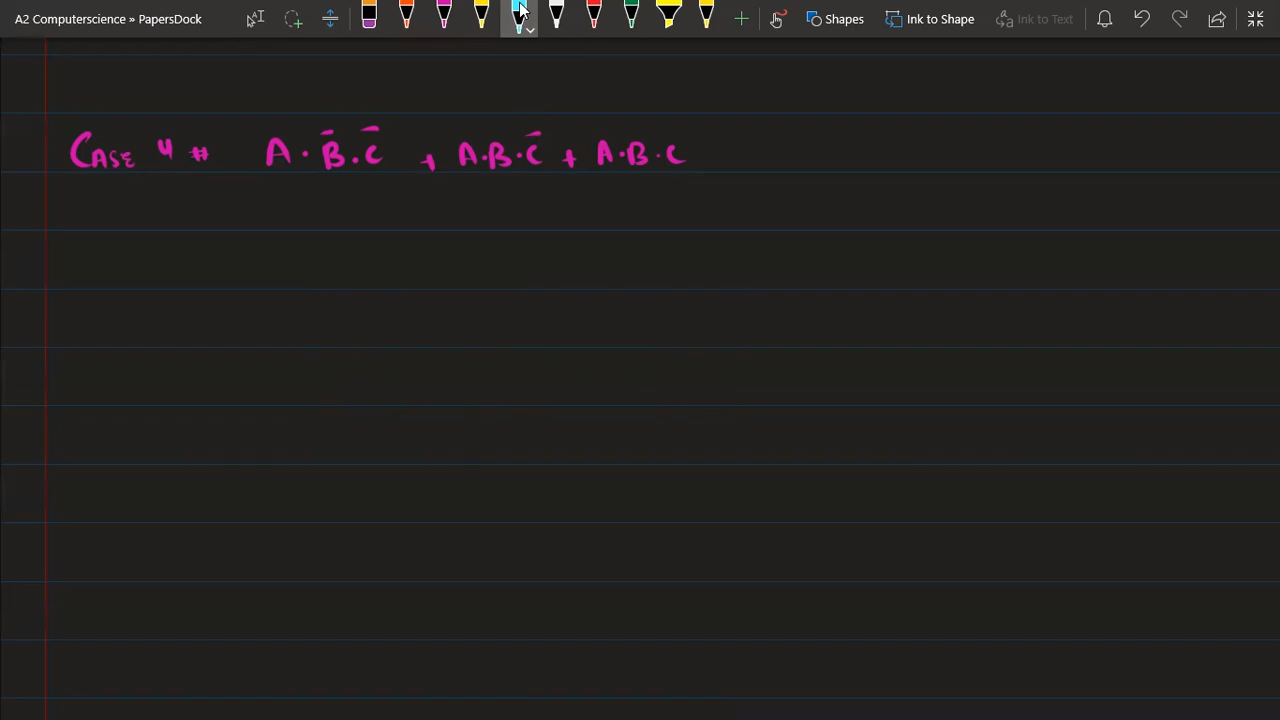 A2 Computerscience » PapersDock Shapes Ink to Shape Ink to Text
CASE 4 # A · B̄ · C̄ + A·B·C̄ + A·B·C